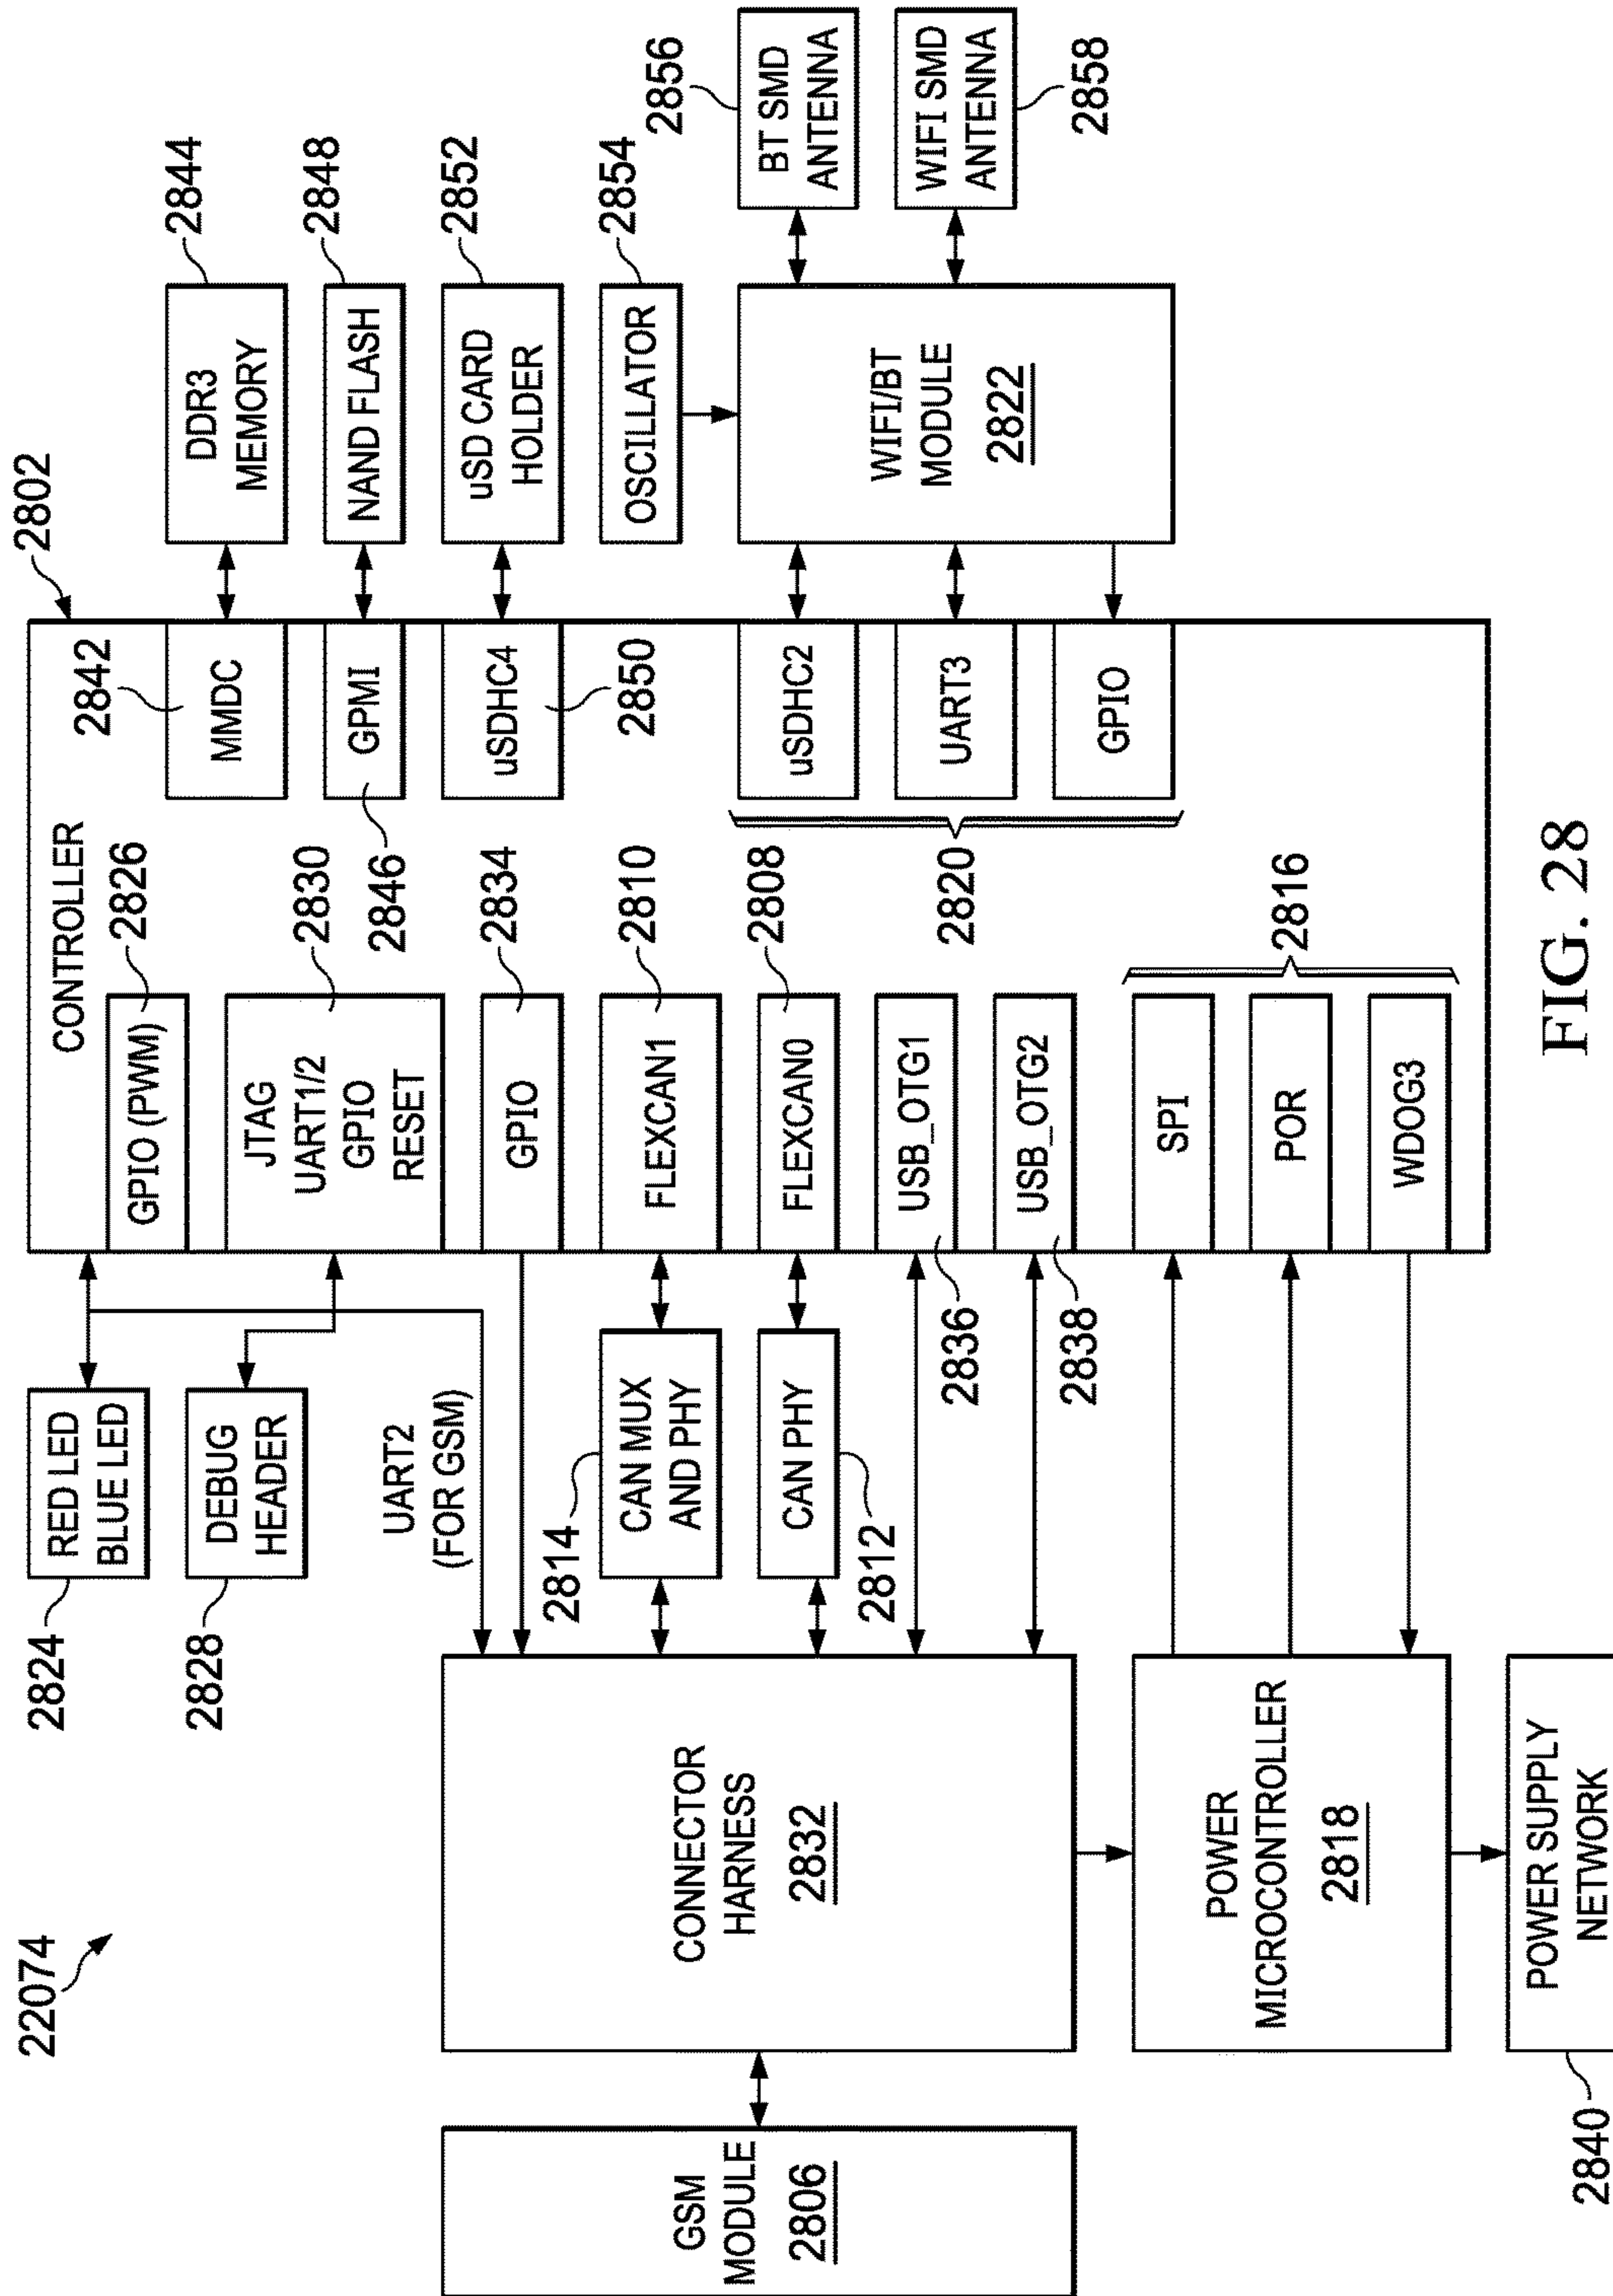 22074
2802
CONTROLLER
2824
RED LED
BLUE LED
GPIO (PWM)
2826
2828
DEBUG
HEADER
JTAG
UART1/2
GPIO
RESET
2830
UART2
(FOR GSM)
GPIO
2834
2814
CAN MUX
AND PHY
FLEXCAN1
2810
2812
CAN PHY
FLEXCAN0
2808
USB_OTG1
2836
USB_OTG2
2838
SPI
POR
WDOG3
2816
2842
MMDC
DDR3
MEMORY
2844
GPMI
2846
NAND FLASH
2848
uSDHC4
2850
uSD CARD
HOLDER
2852
OSCILLATOR
2854
uSDHC2
UART3
GPIO
2820
WIFI/BT
MODULE
2822
BT SMD
ANTENNA
2856
WIFI SMD
ANTENNA
2858
GSM
MODULE
2806
CONNECTOR
HARNESS
2832
POWER
MICROCONTROLLER
2818
POWER SUPPLY
NETWORK
2840
FIG. 28